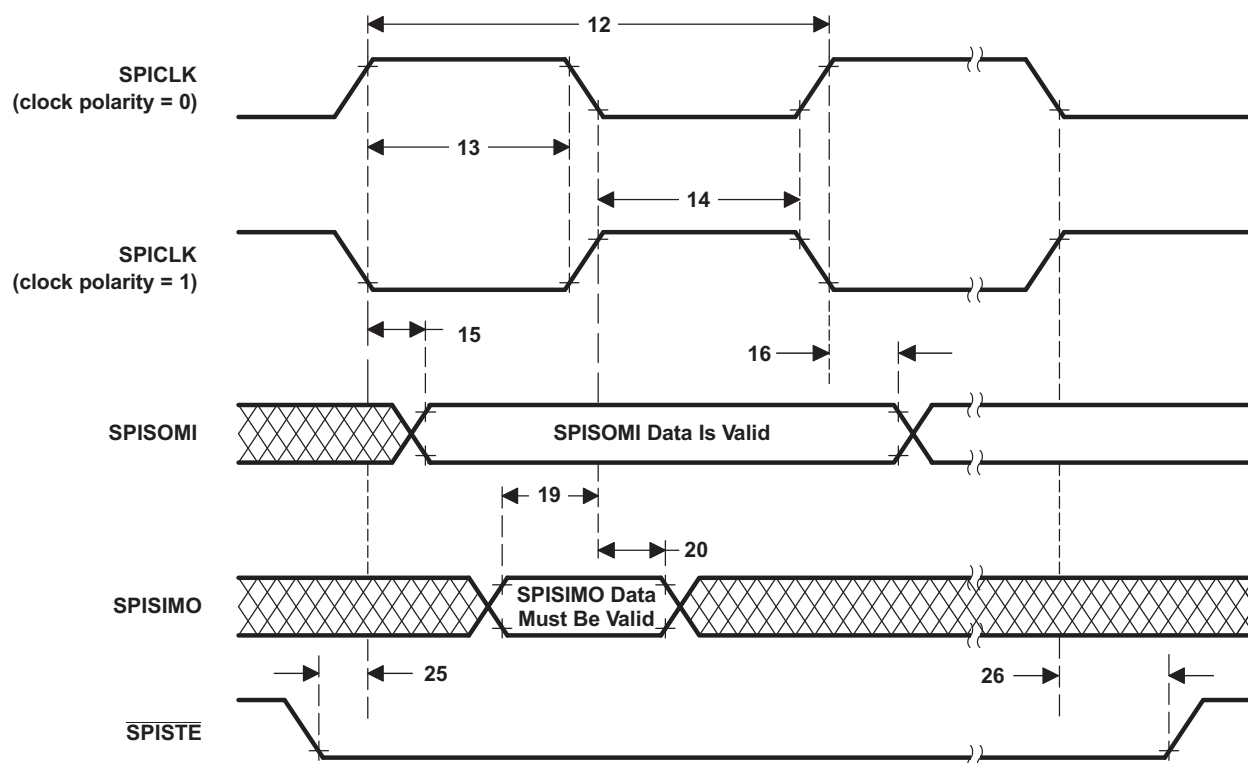 12
SPICLK
(clock polarity = 0)
13
14
SPICLK
(clock polarity = 1)
15
16
SPISOMI
SPISOMI Data Is Valid
19
20
SPISIMO
SPISIMO Data
Must Be Valid
25
26
SPISTE